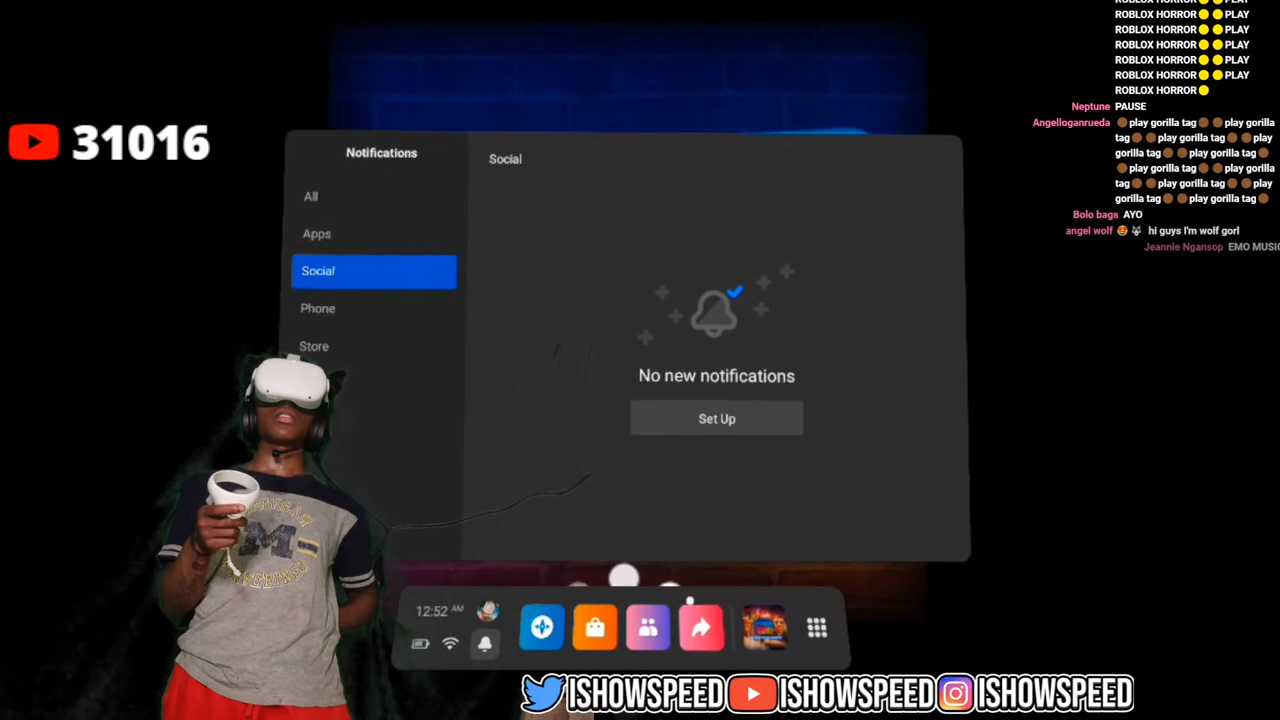 ROBLOX HORROR🟡 🟡PLAY
ROBLOX HORROR🟡 🟡PLAY
ROBLOX HORROR🟡 🟡PLAY
ROBLOX HORROR🟡 🟡PLAY
ROBLOX HORROR🟡 🟡PLAY
ROBLOX HORROR🟡
Neptune PAUSE
Angelloganrueda 🟤play gorilla tag🟤 🟤play gorilla
tag🟤 🟤play gorilla tag🟤 🟤play
gorilla tag🟤 🟤play gorilla tag🟤
🟤play gorilla tag🟤 🟤play gorilla
tag🟤 🟤play gorilla tag🟤 🟤play
gorilla tag🟤 🟤play gorilla tag🟤
Bolo bags AYO
angel wolf hi guys I'm wolf gorl
Jeannie Ngansop EMO MUSIC
31016
Notifications
All
Apps
Social
Phone
Store
Social
No new notifications
Set Up
M
12:52 AM
ISHOWSPEED ISHOWSPEED ISHOWSPEED